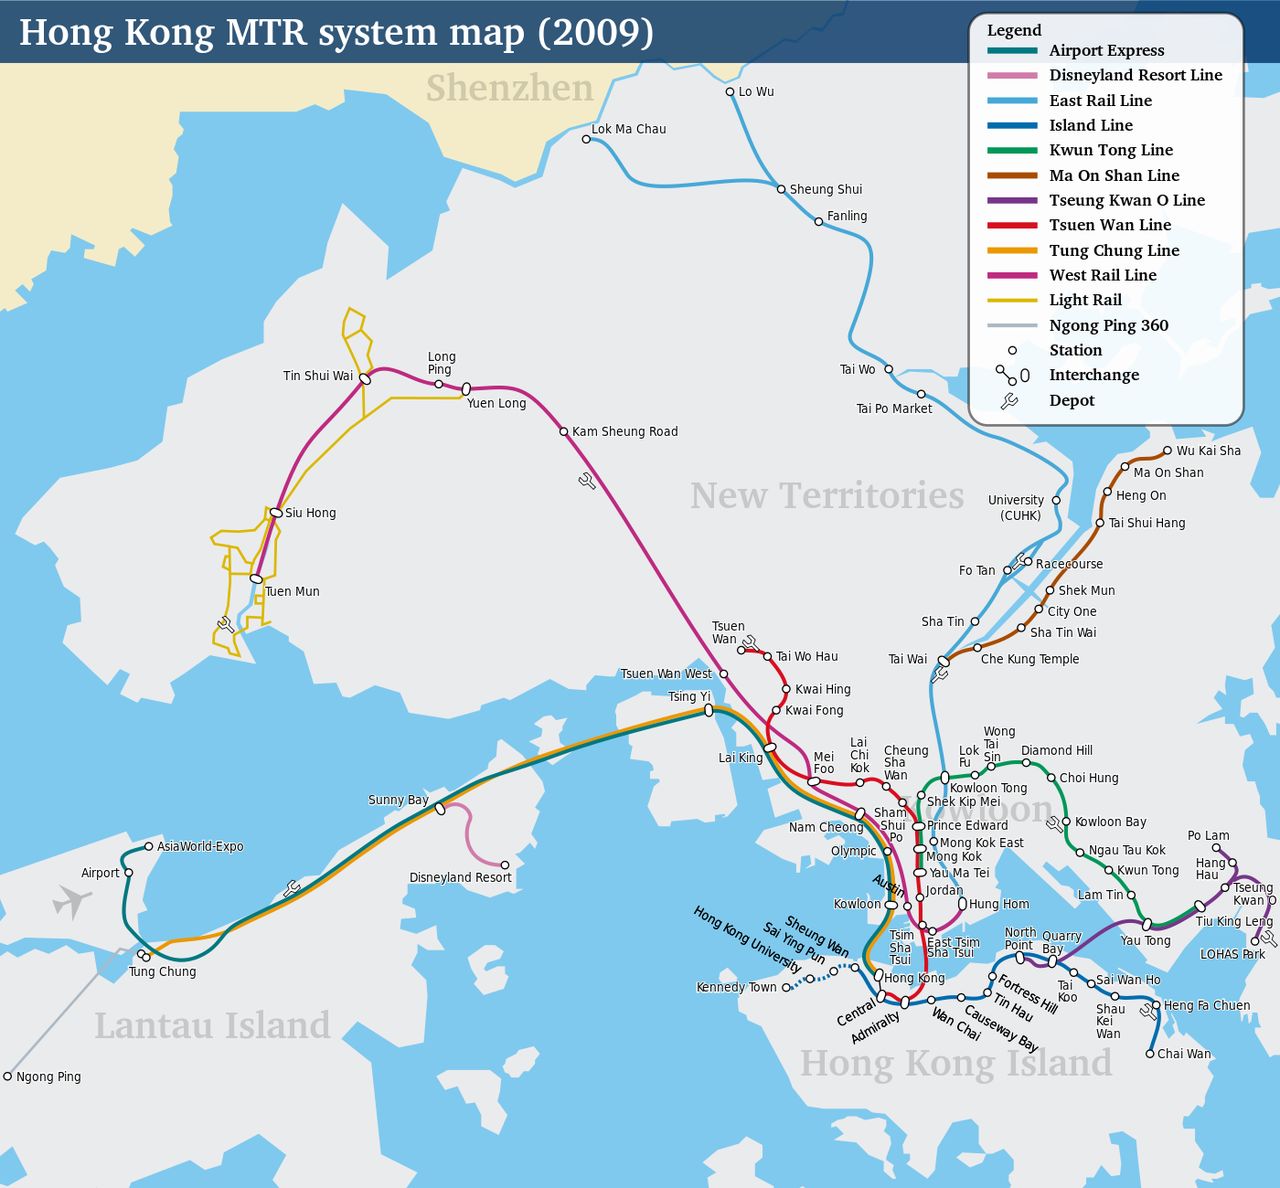 Hong Kong MTR system map (2009)
Legend
Airport Express
Disneyland Resort Line
East Rail Line
Island Line
Kwun Tong Line
Ma On Shan Line
Tseung Kwan O Line
Tsuen Wan Line
Tung Chung Line
West Rail Line
Light Rail
Ngong Ping 360
Station
Interchange
Depot
Shenzhen
Lo Wu
Lok Ma Chau
Sheung Shui
Fanling
Tai Wo
Tai Po Market
Long
Ping
Tin Shui Wai
Yuen Long
Kam Sheung Road
New Territories
Wu Kai Sha
Ma On Shan
Heng On
Tai Shui Hang
University
(CUHK)
Siu Hong
Tuen Mun
Fo Tan
Racecourse
Shek Mun
City One
Sha Tin
Sha Tin Wai
Tai Wai
Che Kung Temple
Tsuen
Wan
Tai Wo Hau
Tsuen Wan West
Kwai Hing
Tsing Yi
Kwai Fong
Lai King
Mei
Foo
Lai
Chi
Kok
Cheung
Sha
Wan
Lok
Fu
Wong
Tai
Sin
Diamond Hill
Choi Hung
Kowloon Tong
Shek Kip Mei
Kowloon
Sunny Bay
Nam Cheong
Sham
Shui
Po
Prince Edward
Kowloon Bay
Olympic
Mong Kok East
Mong Kok
Ngau Tau Kok
Po Lam
Hang
Hau
AsiaWorld-Expo
Airport
Disneyland Resort
Yau Ma Tei
Kwun Tong
Austin
Jordan
Lam Tin
Tseung
Kwan O
Kowloon
Hung Hom
Tiu King Leng
Yau Tong
LOHAS Park
Tsim
Sha
Tsui
East Tsim
Sha Tsui
North
Point
Quarry
Bay
Sheung Wan
Sai Ying Pun
Hong Kong University
Kennedy Town
Hong Kong
Central
Admiralty
Wan Chai
Causeway Bay
Tin Hau
Fortress Hill
Tai
Koo
Sai Wan Ho
Shau
Kei
Wan
Heng Fa Chuen
Chai Wan
Tung Chung
Lantau Island
Ngong Ping
Hong Kong Island